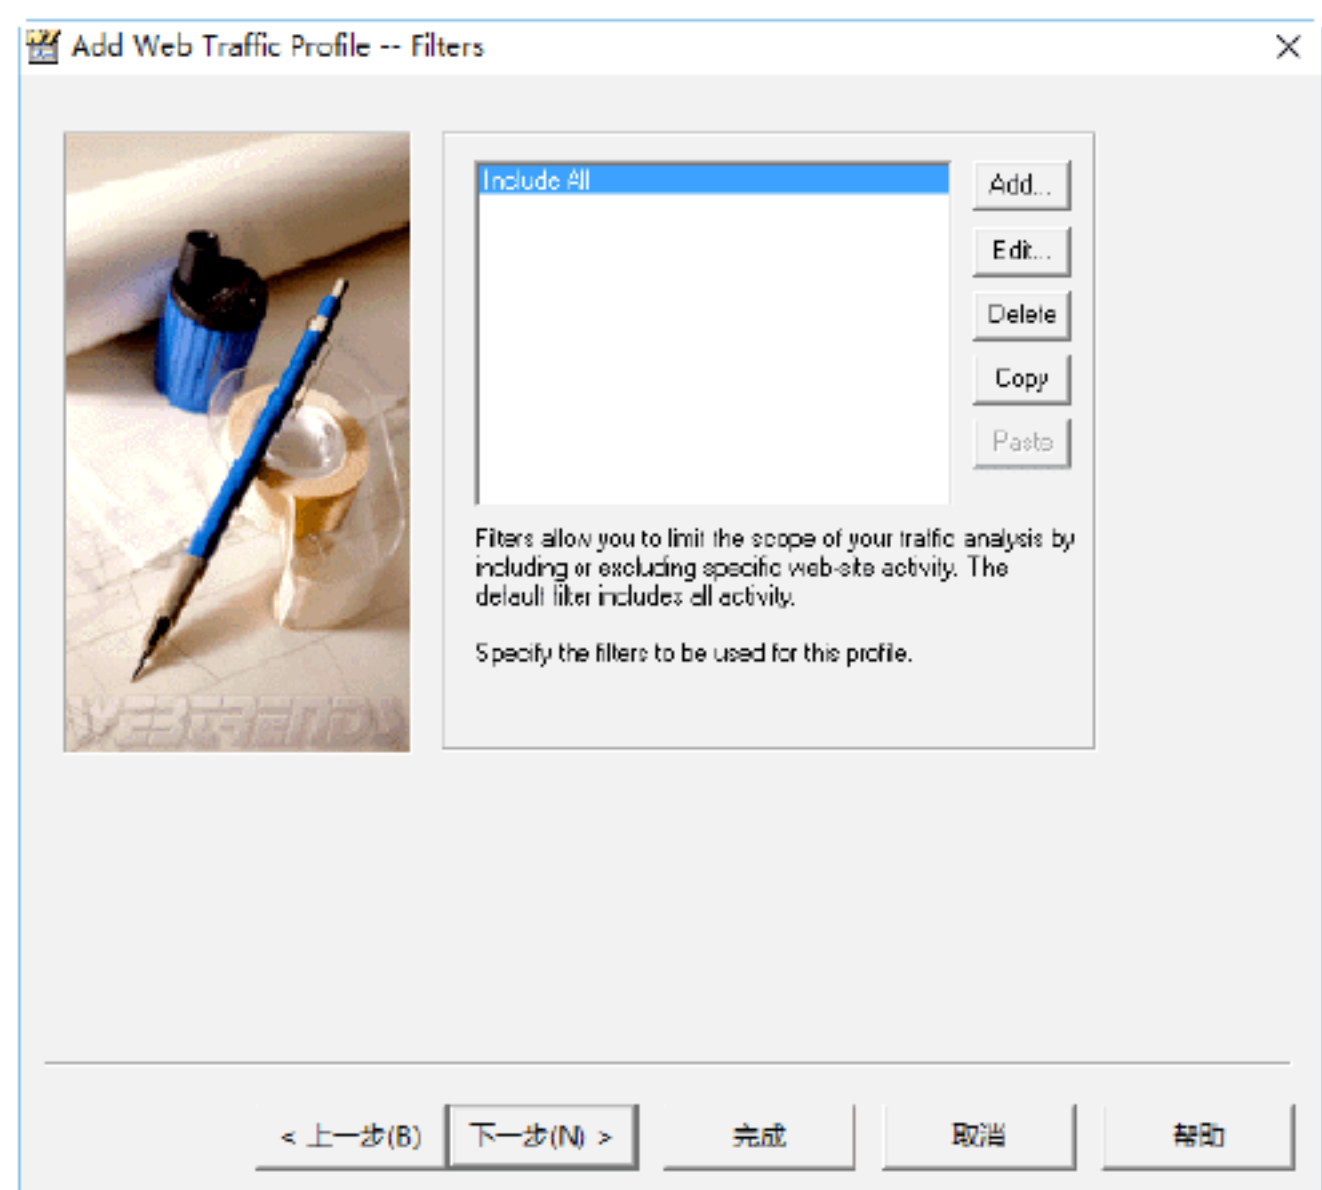 Add Web Traffic Profile -- Filters
Include All
Add...
Edit...
Delete
Copy
Paste
Filters allow you to limit the scope of your traffic analysis by
including or excluding specific web-site activity. The
default filter includes all activity.
Specify the filters to be used for this profile.
WEBTRENDS
< 上一步(B)
下一步(N) >
完成
取消
帮助